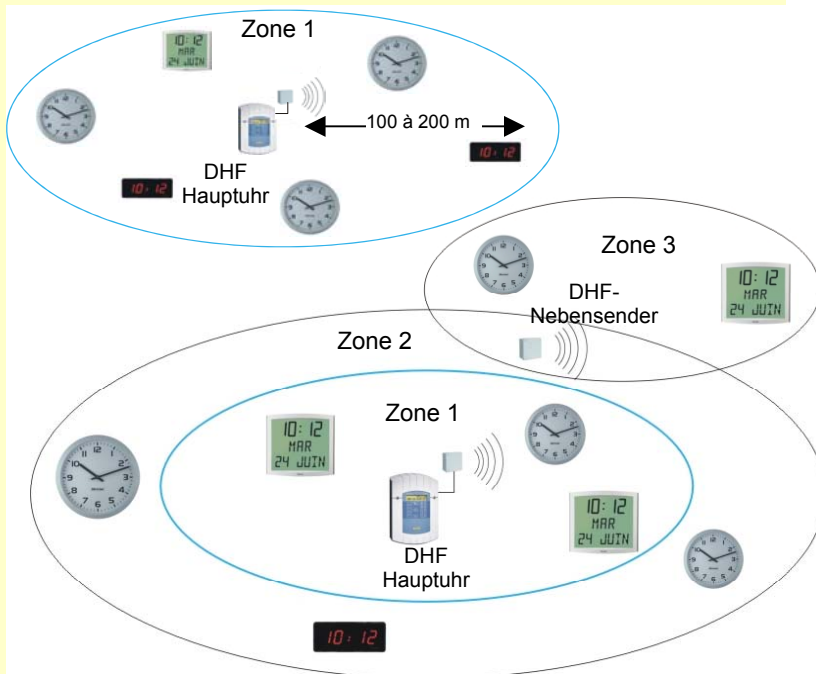 Zone 1
10:12
MAR
24 JUIN
100 à 200 m
DHF
Hauptuhr
10:12
10:12
Zone 3
DHF-
Nebensender
10:12
MAR
24 JUIN
Zone 2
Zone 1
10:12
MAR
24 JUIN
10:12
MAR
24 JUIN
DHF
Hauptuhr
10:12